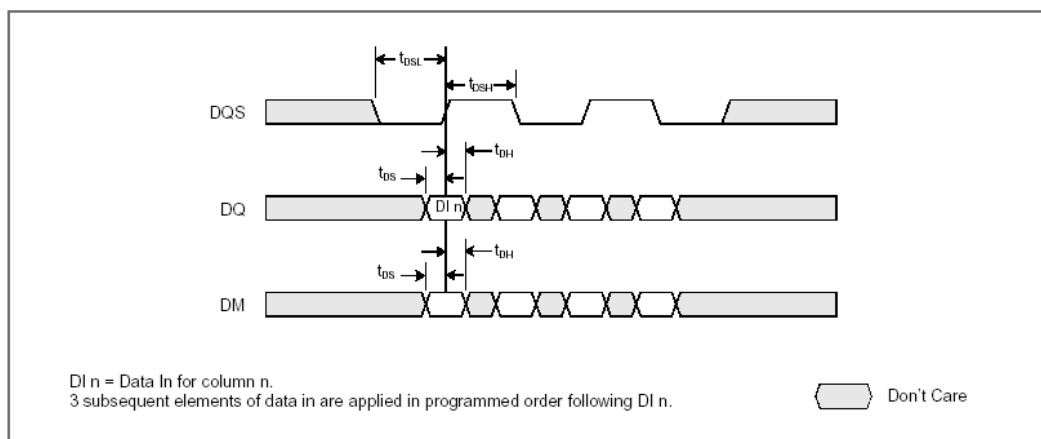 tDSL
tDSH
DQS
tDH
tDS
DQ
DI n
tDH
tDS
DM
DI n = Data In for column n.
3 subsequent elements of data in are applied in programmed order following DI n.
Don't Care